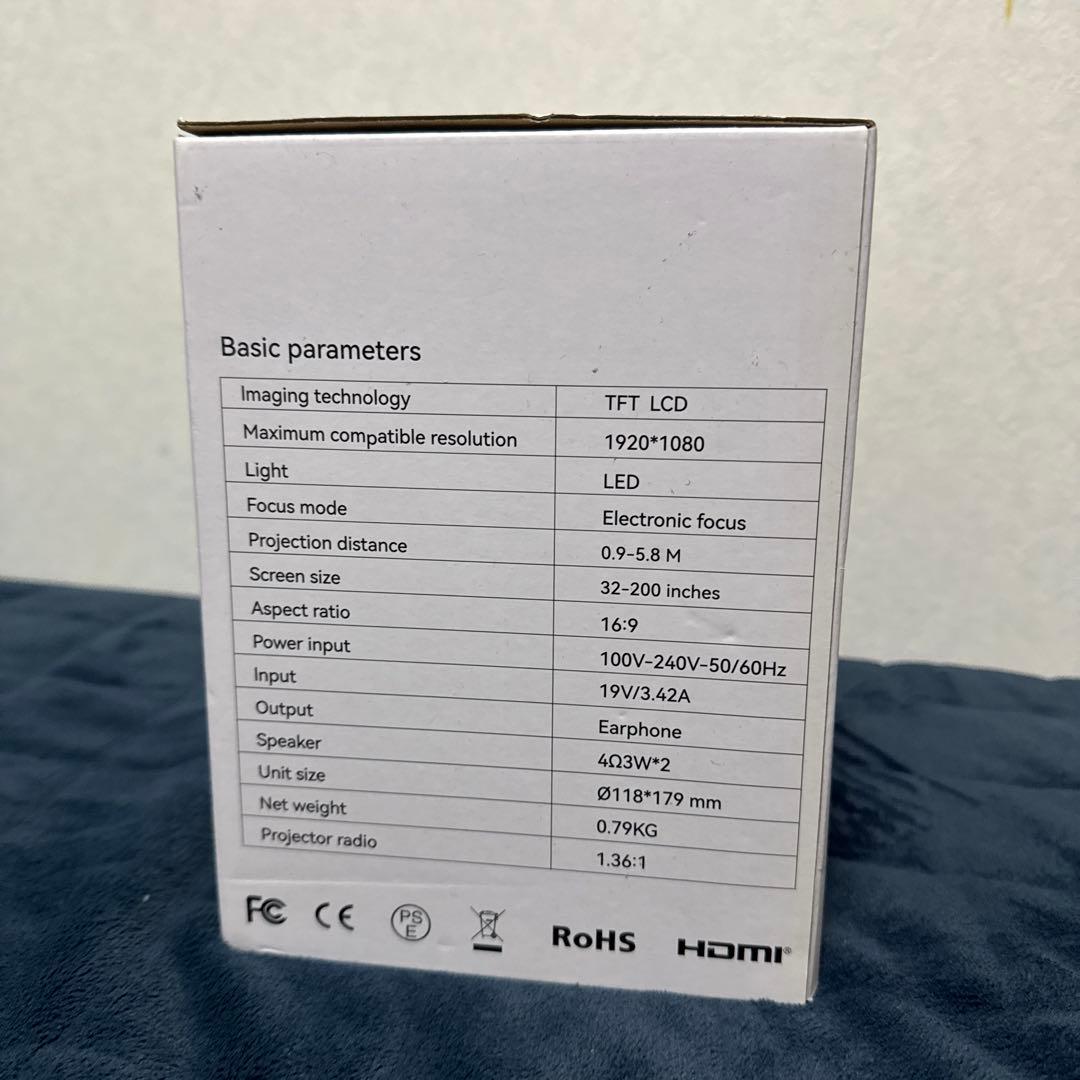 Basic parameters
Imaging technology TFT LCD
Maximum compatible resolution 1920*1080
Light LED
Focus mode Electronic focus
Projection distance 0.9-5.8 M
Screen size 32-200 inches
Aspect ratio 16:9
Power input 100V-240V-50/60Hz
Input 19V/3.42A
Output Earphone
Speaker 4Ω3W*2
Unit size Ø118*179 mm
Net weight 0.79KG
Projector radio 1.36:1
FC CE PS E RoHS HDMI®